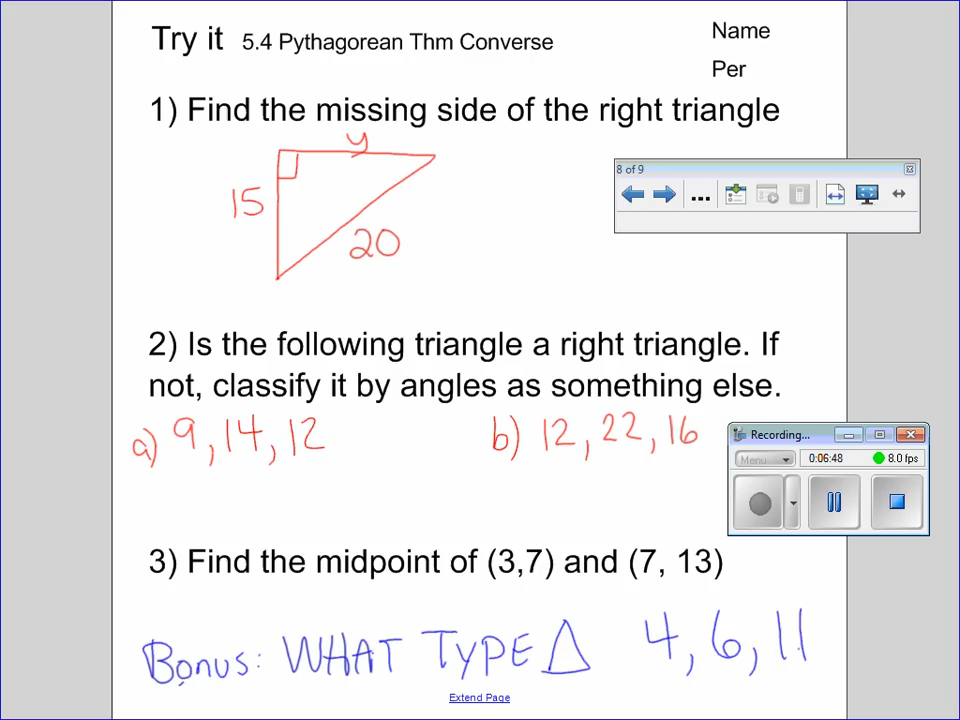 Try it 5.4 Pythagorean Thm Converse
Name
Per
1) Find the missing side of the right triangle
y
15
20
8 of 9
...
2) Is the following triangle a right triangle. If
not, classify it by angles as something else.
a) 9, 14, 12
b) 12, 22, 16
Recording...
Menu
0:06:48
8.0 fps
3) Find the midpoint of (3,7) and (7, 13)
Bonus: WHAT TYPE Δ 4, 6, 11
Extend Page